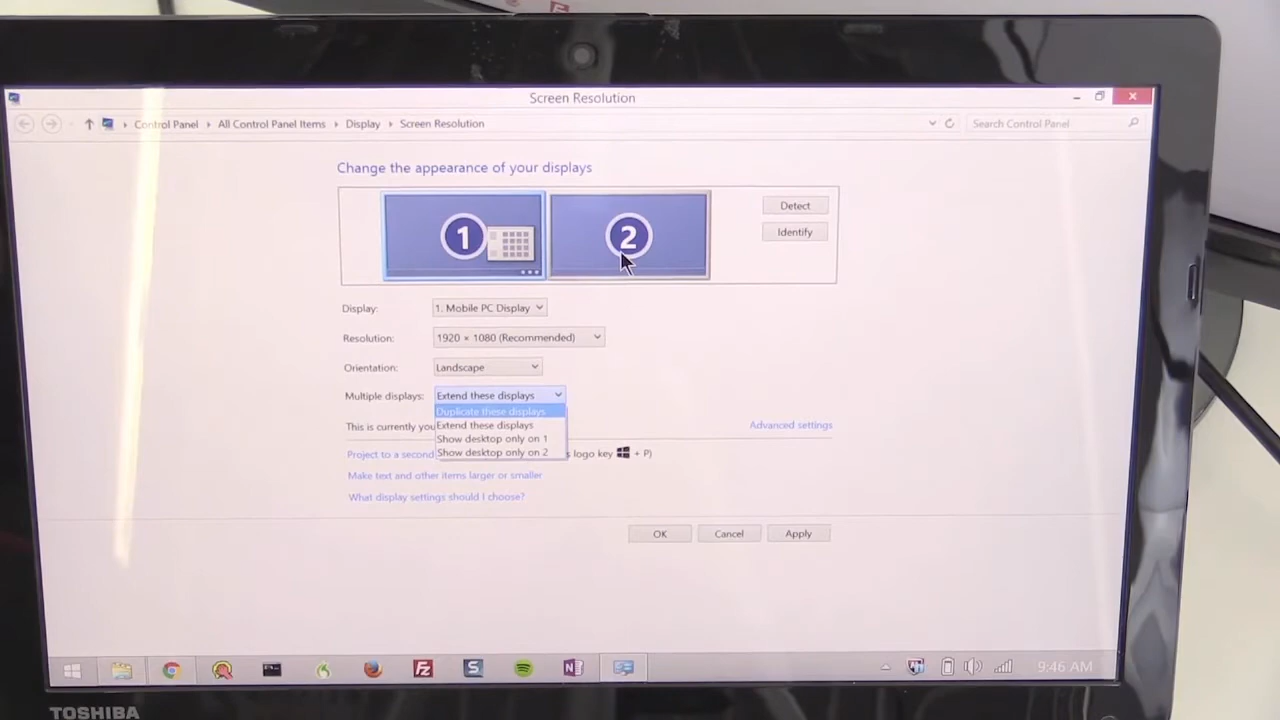 Screen Resolution
Control Panel All Control Panel Items Display Screen Resolution Search Control Panel
Change the appearance of your displays
1 2
Detect
Identify
Display: 1. Mobile PC Display
Resolution: 1920 × 1080 (Recommended)
Orientation: Landscape
Multiple displays: Extend these displays
Duplicate these displays
This is currently you Extend these displays Advanced settings
Show desktop only on 1
Project to a second Show desktop only on 2 s logo key + P)
Make text and other items larger or smaller
What display settings should I choose?
OK Cancel Apply
Fz S N 9:46 AM
TOSHIBA